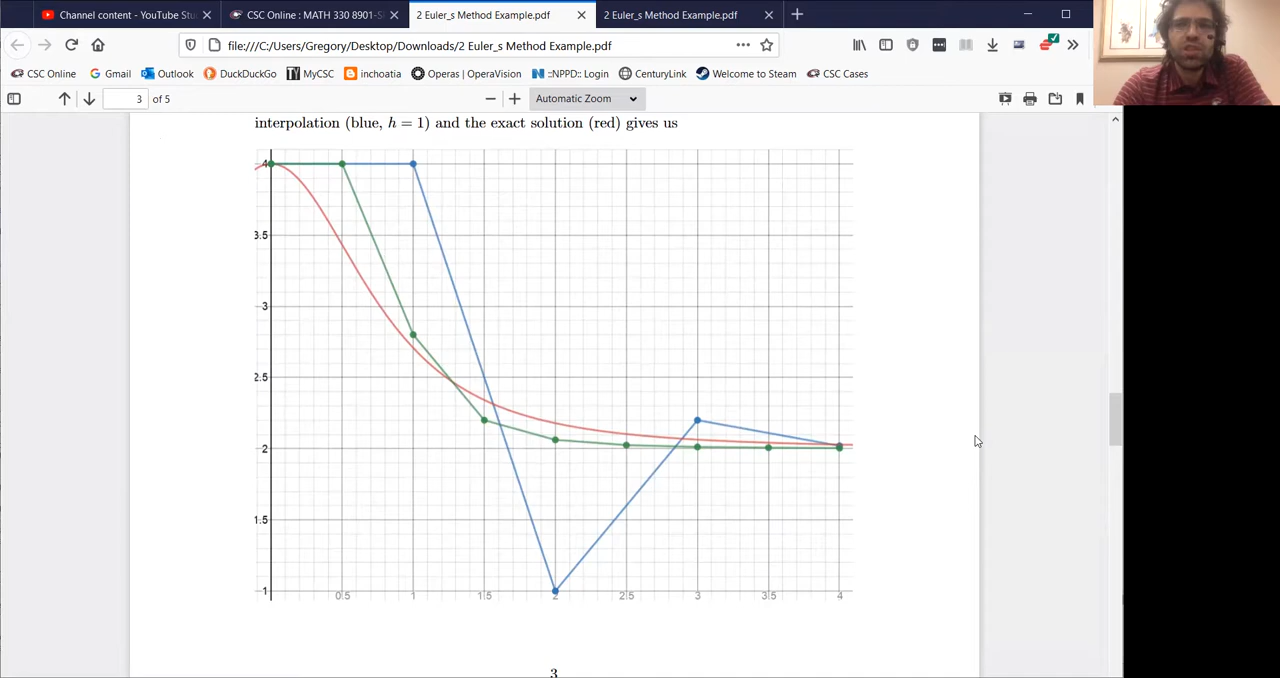 Channel content - YouTube Stu
CSC Online : MATH 330 8901-S
2 Euler_s Method Example.pdf
2 Euler_s Method Example.pdf
file:///C:/Users/Gregory/Desktop/Downloads/2 Euler_s Method Example.pdf
CSC Online
Gmail
Outlook
DuckDuckGo
MyCSC
inchoatia
Operas | OperaVision
::NPPD:: Login
CenturyLink
Welcome to Steam
CSC Cases
3 of 5
Automatic Zoom
interpolation (blue, h = 1) and the exact solution (red) gives us
4
3.5
3
2.5
2
1.5
1
0.5 1 1.5 2 2.5 3 3.5 4
3